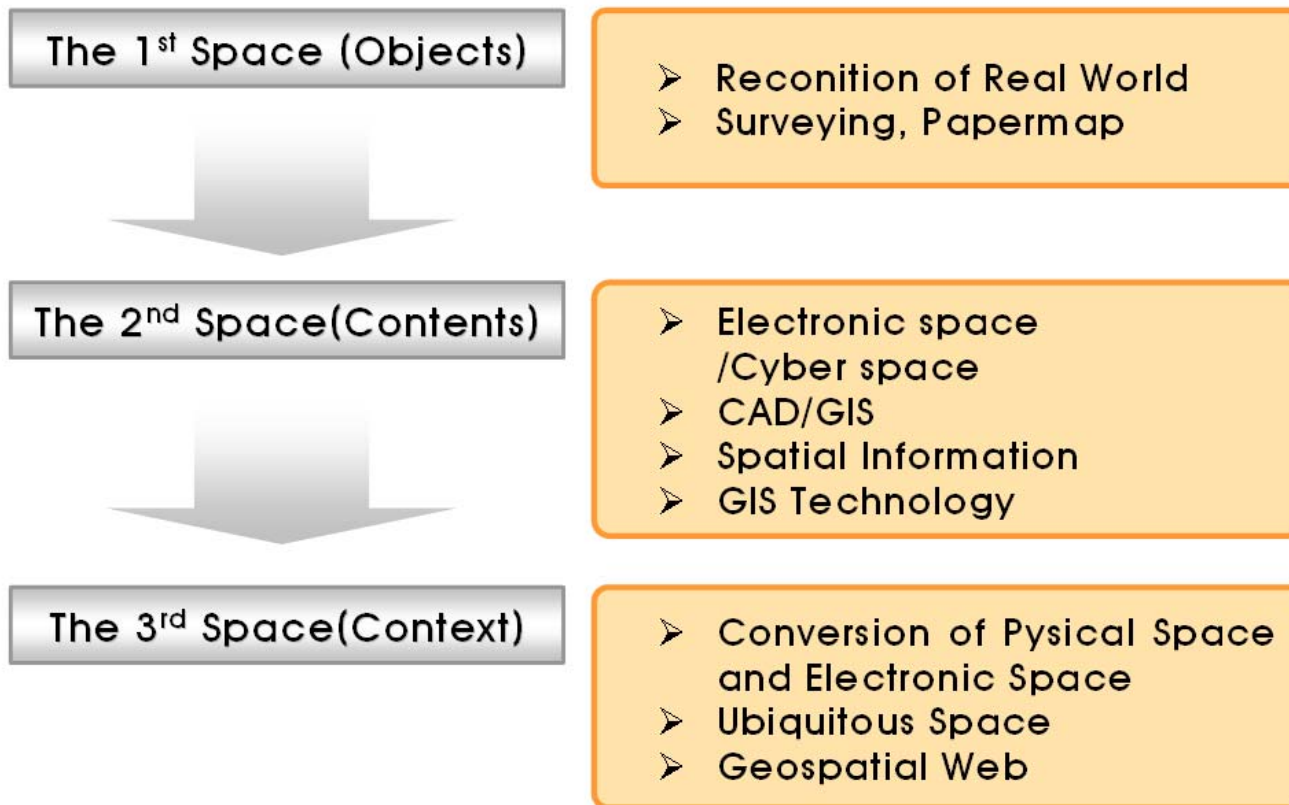 The 1st Space (Objects)
➢ Reconition of Real World
➢ Surveying, Papermap
The 2nd Space(Contents)
➢ Electronic space
/Cyber space
➢ CAD/GIS
➢ Spatial Information
➢ GIS Technology
The 3rd Space(Context)
➢ Conversion of Pysical Space
and Electronic Space
➢ Ubiquitous Space
➢ Geospatial Web